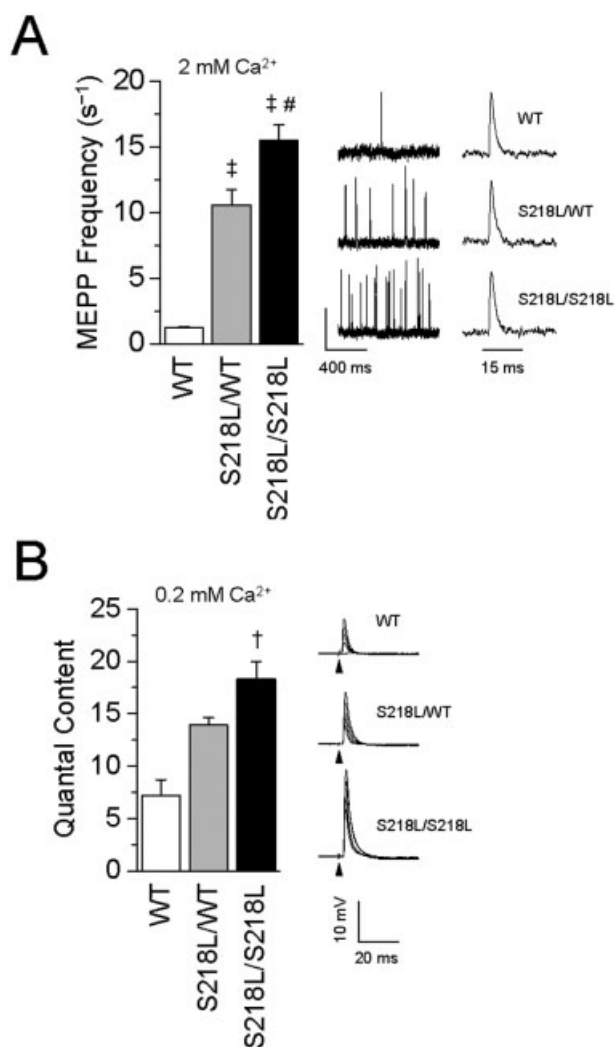 A
2 mM Ca²⁺
MEPP Frequency (s⁻¹)
20
15
10
5
0
‡
‡ #
WT
S218L/WT
S218L/S218L
WT
S218L/WT
S218L/S218L
400 ms
15 ms
B
0.2 mM Ca²⁺
Quantal Content
25
20
15
10
5
0
†
WT
S218L/WT
S218L/S218L
WT
S218L/WT
S218L/S218L
10 mV
20 ms